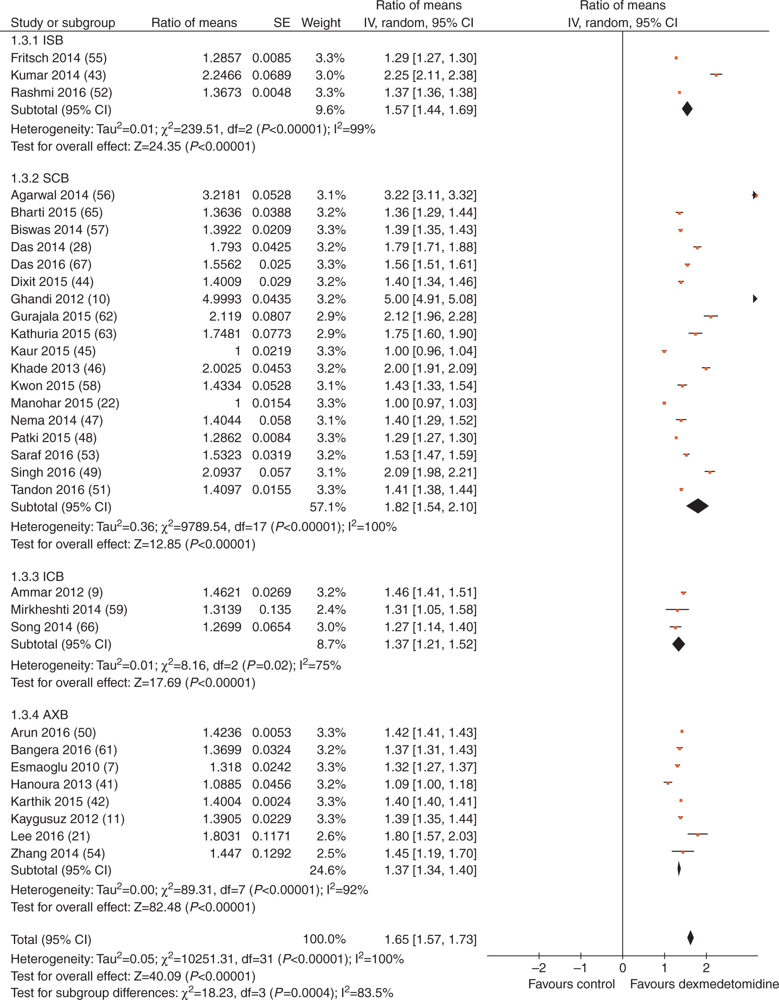 Ratio of means Ratio of means
Study or subgroup Ratio of means SE Weight IV, random, 95% CI IV, random, 95% CI
1.3.1 ISB
Fritsch 2014 (55) 1.2857 0.0085 3.3% 1.29 [1.27, 1.30]
Kumar 2014 (43) 2.2466 0.0689 3.0% 2.25 [2.11, 2.38]
Rashmi 2016 (52) 1.3673 0.0048 3.3% 1.37 [1.36, 1.38]
Subtotal (95% CI) 9.6% 1.57 [1.44, 1.69]
Heterogeneity: Tau²=0.01; χ²=239.51, df=2 (P<0.00001); I²=99%
Test for overall effect: Z=24.35 (P<0.00001)
1.3.2 SCB
Agarwal 2014 (56) 3.2181 0.0528 3.1% 3.22 [3.11, 3.32]
Bharti 2015 (65) 1.3636 0.0388 3.2% 1.36 [1.29, 1.44]
Biswas 2014 (57) 1.3922 0.0209 3.3% 1.39 [1.35, 1.43]
Das 2014 (28) 1.793 0.0425 3.2% 1.79 [1.71, 1.88]
Das 2016 (67) 1.5562 0.025 3.3% 1.56 [1.51, 1.61]
Dixit 2015 (44) 1.4009 0.029 3.2% 1.40 [1.34, 1.46]
Ghandi 2012 (10) 4.9993 0.0435 3.2% 5.00 [4.91, 5.08]
Gurajala 2015 (62) 2.119 0.0807 2.9% 2.12 [1.96, 2.28]
Kathuria 2015 (63) 1.7481 0.0773 2.9% 1.75 [1.60, 1.90]
Kaur 2015 (45) 1 0.0219 3.3% 1.00 [0.96, 1.04]
Khade 2013 (46) 2.0025 0.0453 3.2% 2.00 [1.91, 2.09]
Kwon 2015 (58) 1.4334 0.0528 3.1% 1.43 [1.33, 1.54]
Manohar 2015 (22) 1 0.0154 3.3% 1.00 [0.97, 1.03]
Nema 2014 (47) 1.4044 0.058 3.1% 1.40 [1.29, 1.52]
Patki 2015 (48) 1.2862 0.0084 3.3% 1.29 [1.27, 1.30]
Saraf 2016 (53) 1.5323 0.0319 3.2% 1.53 [1.47, 1.59]
Singh 2016 (49) 2.0937 0.057 3.1% 2.09 [1.98, 2.21]
Tandon 2016 (51) 1.4097 0.0155 3.3% 1.41 [1.38, 1.44]
Subtotal (95% CI) 57.1% 1.82 [1.54, 2.10]
Heterogeneity: Tau²=0.36; χ²=9789.54, df=17 (P<0.00001); I²=100%
Test for overall effect: Z=12.85 (P<0.00001)
1.3.3 ICB
Ammar 2012 (9) 1.4621 0.0269 3.2% 1.46 [1.41, 1.51]
Mirkheshti 2014 (59) 1.3139 0.135 2.4% 1.31 [1.05, 1.58]
Song 2014 (66) 1.2699 0.0654 3.0% 1.27 [1.14, 1.40]
Subtotal (95% CI) 8.7% 1.37 [1.21, 1.52]
Heterogeneity: Tau²=0.01; χ²=8.16, df=2 (P=0.02); I²=75%
Test for overall effect: Z=17.69 (P<0.00001)
1.3.4 AXB
Arun 2016 (50) 1.4236 0.0053 3.3% 1.42 [1.41, 1.43]
Bangera 2016 (61) 1.3699 0.0324 3.2% 1.37 [1.31, 1.43]
Esmaoglu 2010 (7) 1.318 0.0242 3.3% 1.32 [1.27, 1.37]
Hanoura 2013 (41) 1.0885 0.0456 3.2% 1.09 [1.00, 1.18]
Karthik 2015 (42) 1.4004 0.0024 3.3% 1.40 [1.40, 1.41]
Kaygusuz 2012 (11) 1.3905 0.0229 3.3% 1.39 [1.35, 1.44]
Lee 2016 (21) 1.8031 0.1171 2.6% 1.80 [1.57, 2.03]
Zhang 2014 (54) 1.447 0.1292 2.5% 1.45 [1.19, 1.70]
Subtotal (95% CI) 24.6% 1.37 [1.34, 1.40]
Heterogeneity: Tau²=0.00; χ²=89.31, df=7 (P<0.00001); I²=92%
Test for overall effect: Z=82.48 (P<0.00001)
Total (95% CI) 100.0% 1.65 [1.57, 1.73]
Heterogeneity: Tau²=0.05; χ²=10251.31, df=31 (P<0.00001); I²=100%
Test for overall effect: Z=40.09 (P<0.00001)
Test for subgroup differences: χ²=18.23, df=3 (P=0.0004); I²=83.5%
−2 −1 0 1 2
Favours control Favours dexmedetomidine